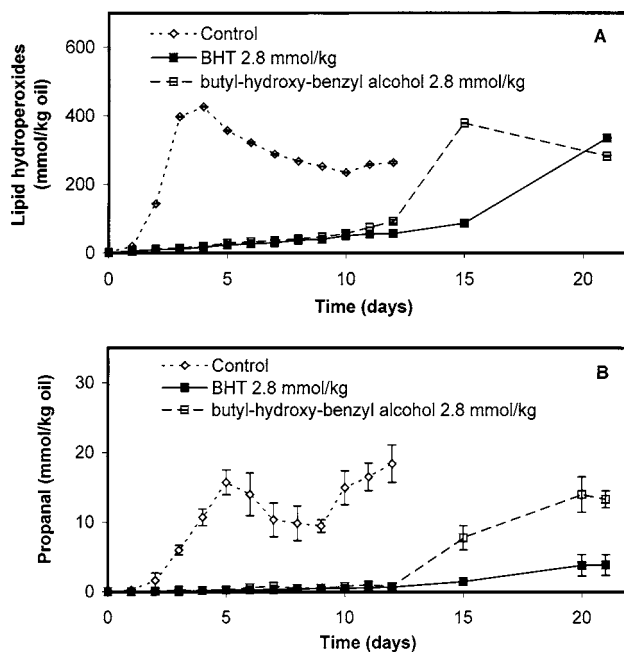 A
Control
BHT 2.8 mmol/kg
butyl-hydroxy-benzyl alcohol 2.8 mmol/kg
Lipid hydroperoxides
(mmol/kg oil)
600
400
200
0
0 5 10 15 20
Time (days)
B
Control
BHT 2.8 mmol/kg
butyl-hydroxy-benzyl alcohol 2.8 mmol/kg
Propanal (mmol/kg oil)
30
20
10
0
0 5 10 15 20
Time (days)